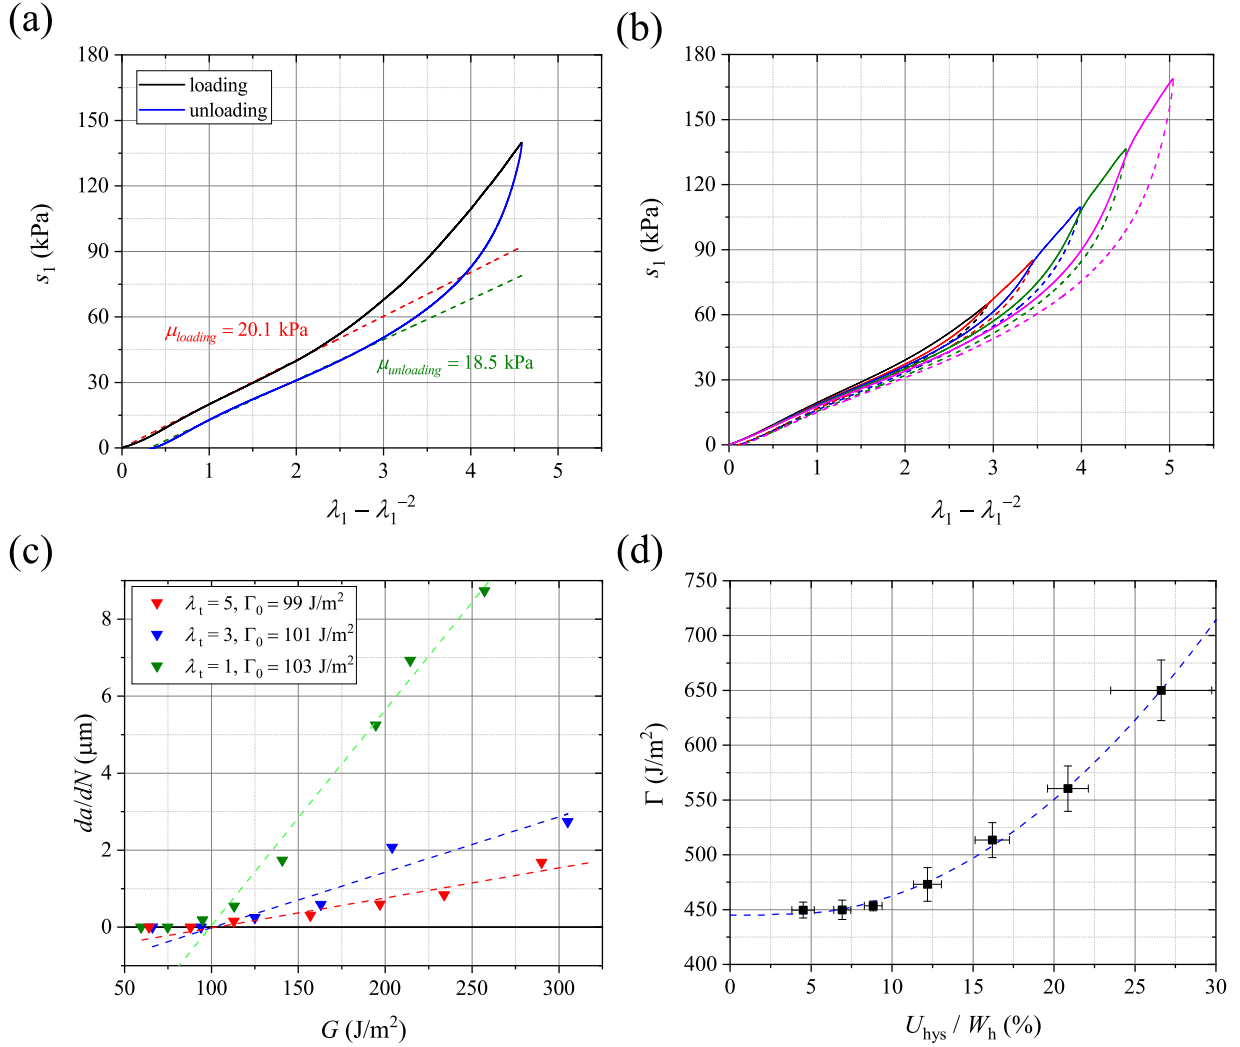 (a)
180
150
120
90
60
30
0
s₁ (kPa)
loading
unloading
μloading = 20.1 kPa
μunloading = 18.5 kPa
0 1 2 3 4 5
λ₁ − λ₁⁻²
(b)
180
150
120
90
60
30
0
s₁ (kPa)
0 1 2 3 4 5
λ₁ − λ₁⁻²
(c)
8
6
4
2
0
da/dN (μm)
λt = 5, Γ₀ = 99 J/m²
λt = 3, Γ₀ = 101 J/m²
λt = 1, Γ₀ = 103 J/m²
50 100 150 200 250 300
G (J/m²)
(d)
750
700
650
600
550
500
450
400
Γ (J/m²)
0 5 10 15 20 25 30
Uhys / Wh (%)